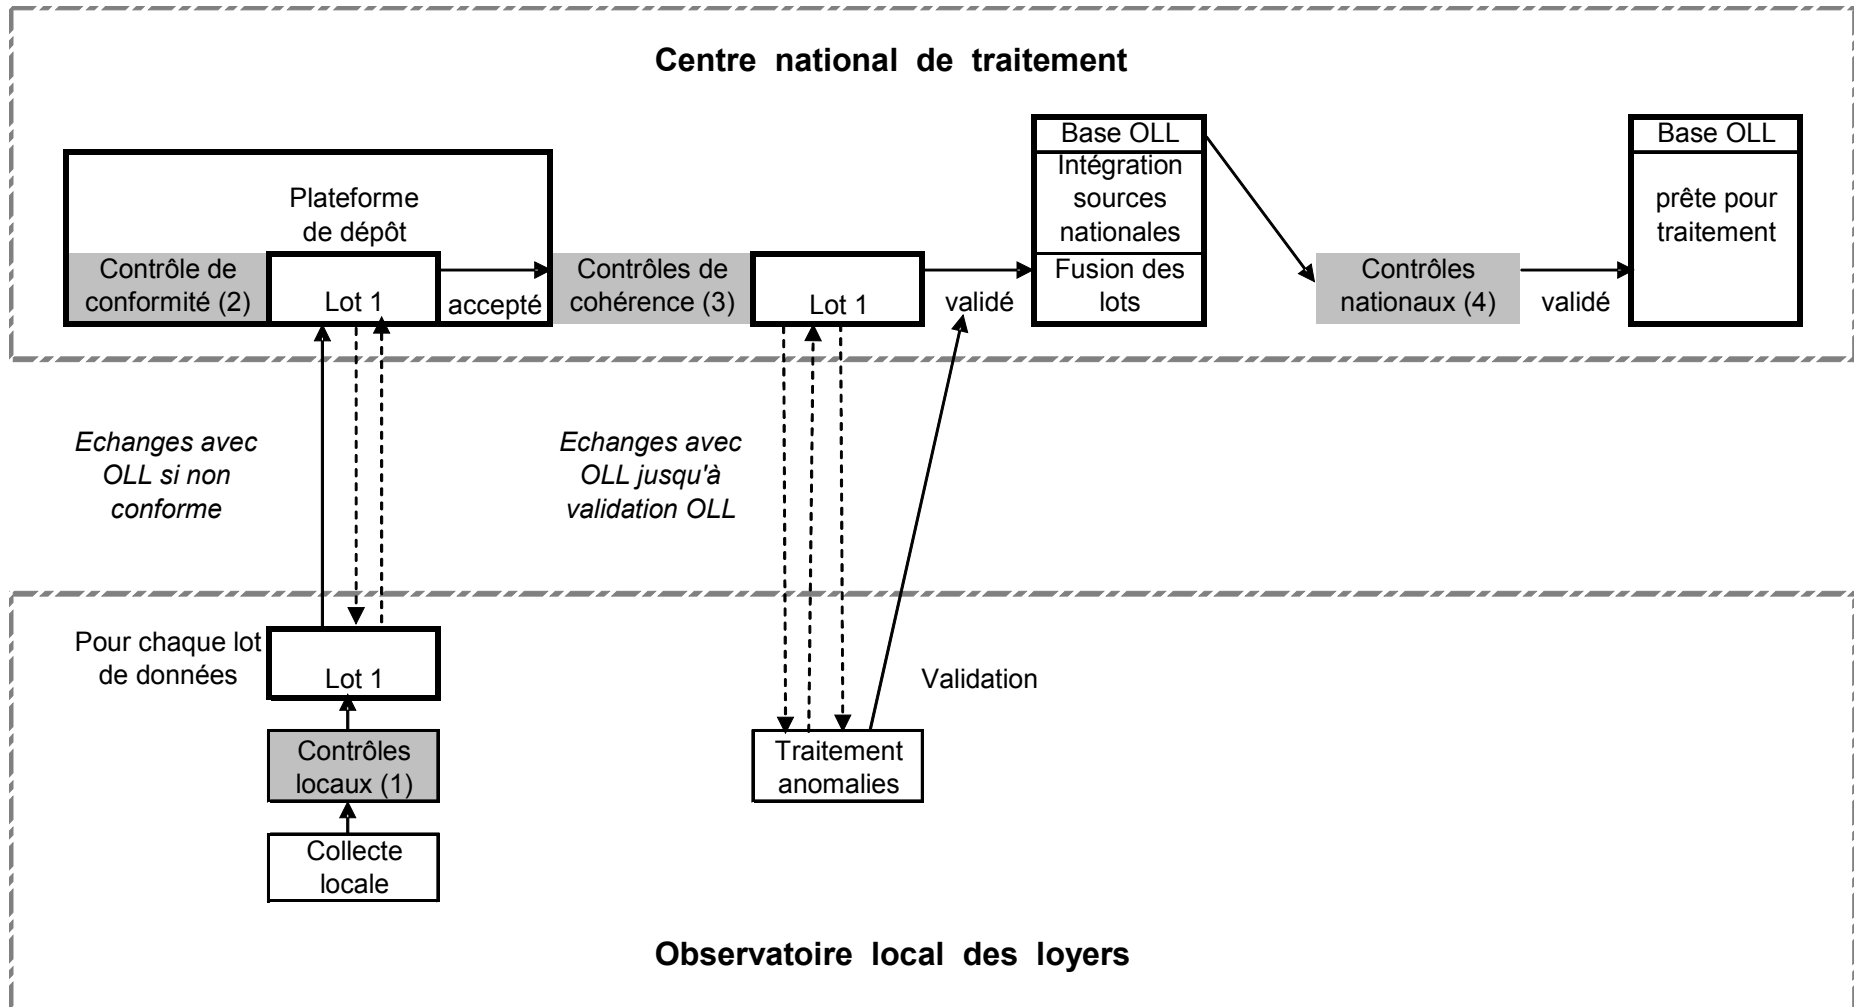 Centre national de traitement
Plateforme
de dépôt
Contrôle de
conformité (2)
Lot 1
accepté
Contrôles de
cohérence (3)
Lot 1
validé
Base OLL
Intégration
sources
nationales
Fusion des
lots
Contrôles
nationaux (4)
validé
Base OLL
prête pour
traitement
Echanges avec
OLL si non
conforme
Echanges avec
OLL jusqu'à
validation OLL
Pour chaque lot
de données
Lot 1
Contrôles
locaux (1)
Collecte
locale
Traitement
anomalies
Validation
Observatoire local des loyers